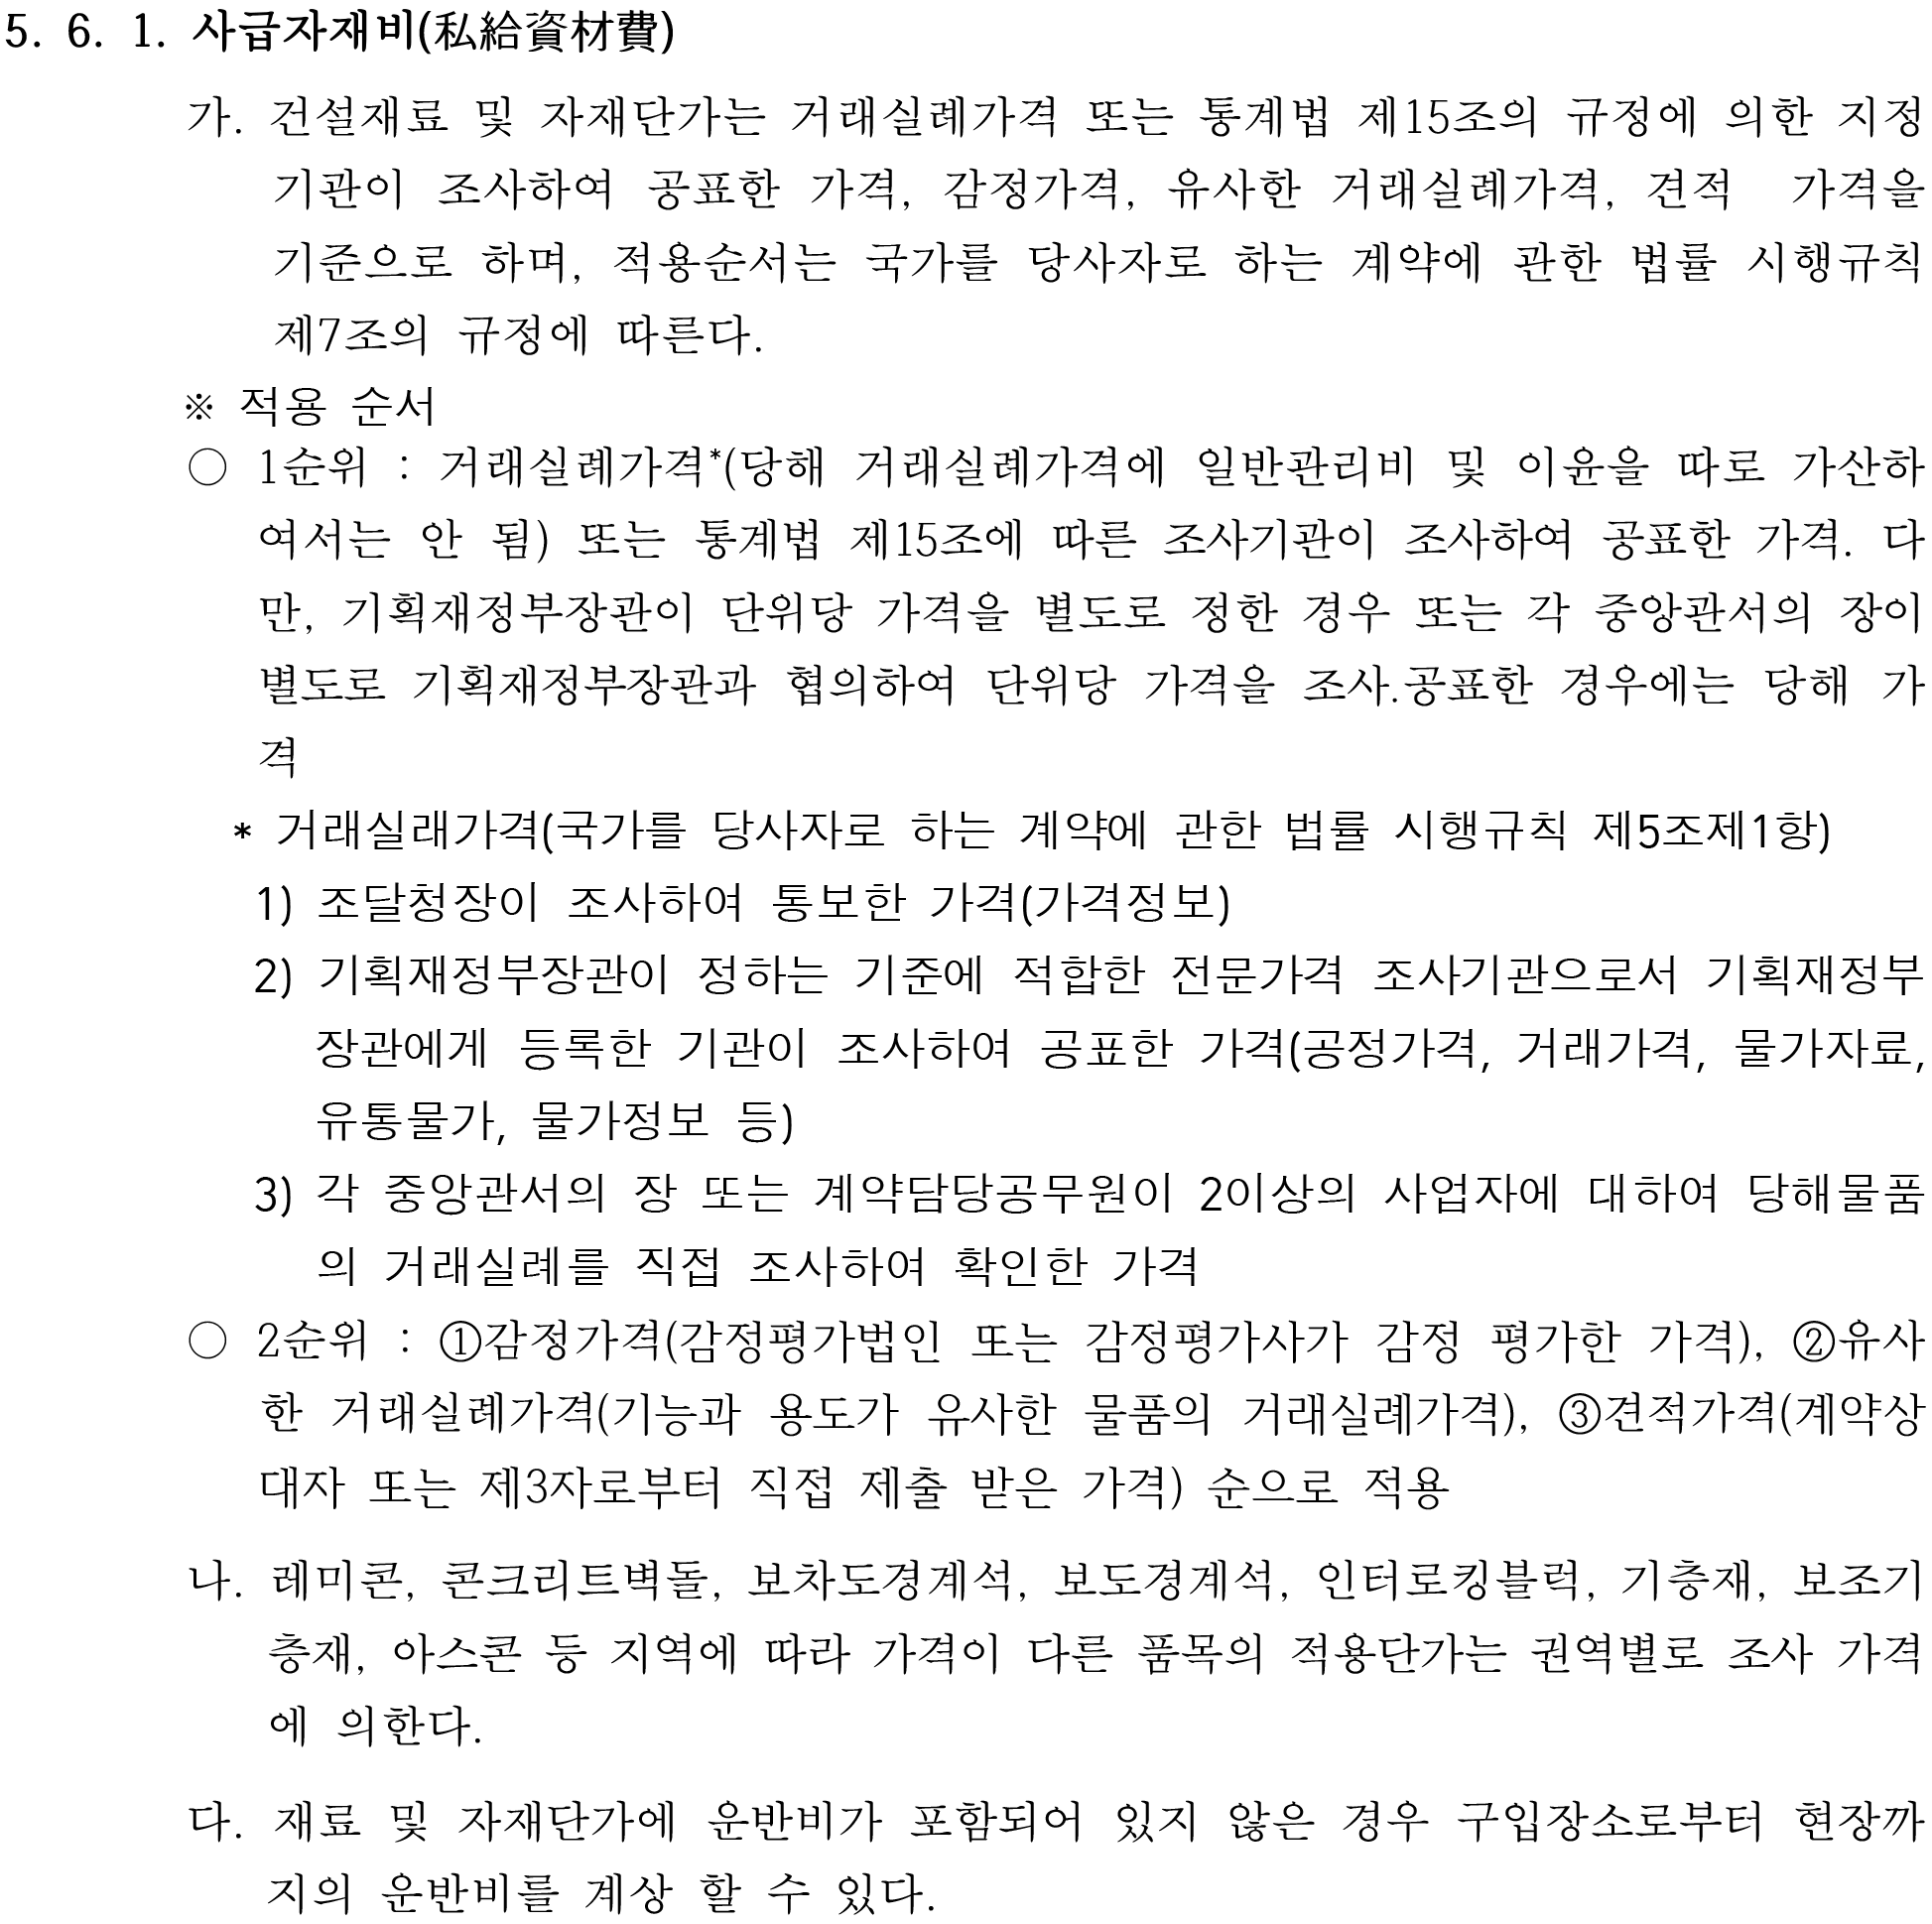 5. 6. 1. 사급자재비(私給資材費)
가. 건설재료 및 자재단가는 거래실례가격 또는 통계법 제15조의 규정에 의한 지정
기관이 조사하여 공표한 가격, 감정가격, 유사한 거래실례가격, 견적 가격을
기준으로 하며, 적용순서는 국가를 당사자로 하는 계약에 관한 법률 시행규칙
제7조의 규정에 따른다.
※ 적용 순서
○ 1순위 : 거래실례가격*(당해 거래실례가격에 일반관리비 및 이윤을 따로 가산하
여서는 안 됨) 또는 통계법 제15조에 따른 조사기관이 조사하여 공표한 가격. 다
만, 기획재정부장관이 단위당 가격을 별도로 정한 경우 또는 각 중앙관서의 장이
별도로 기획재정부장관과 협의하여 단위당 가격을 조사.공표한 경우에는 당해 가
격
* 거래실래가격(국가를 당사자로 하는 계약에 관한 법률 시행규칙 제5조제1항)
1) 조달청장이 조사하여 통보한 가격(가격정보)
2) 기획재정부장관이 정하는 기준에 적합한 전문가격 조사기관으로서 기획재정부
장관에게 등록한 기관이 조사하여 공표한 가격(공정가격, 거래가격, 물가자료,
유통물가, 물가정보 등)
3) 각 중앙관서의 장 또는 계약담당공무원이 2이상의 사업자에 대하여 당해물품
의 거래실례를 직접 조사하여 확인한 가격
○ 2순위 : ①감정가격(감정평가법인 또는 감정평가사가 감정 평가한 가격), ②유사
한 거래실례가격(기능과 용도가 유사한 물품의 거래실례가격), ③견적가격(계약상
대자 또는 제3자로부터 직접 제출 받은 가격) 순으로 적용
나. 레미콘, 콘크리트벽돌, 보차도경계석, 보도경계석, 인터로킹블럭, 기층재, 보조기
층재, 아스콘 등 지역에 따라 가격이 다른 품목의 적용단가는 권역별로 조사 가격
에 의한다.
다. 재료 및 자재단가에 운반비가 포함되어 있지 않은 경우 구입장소로부터 현장까
지의 운반비를 계상 할 수 있다.